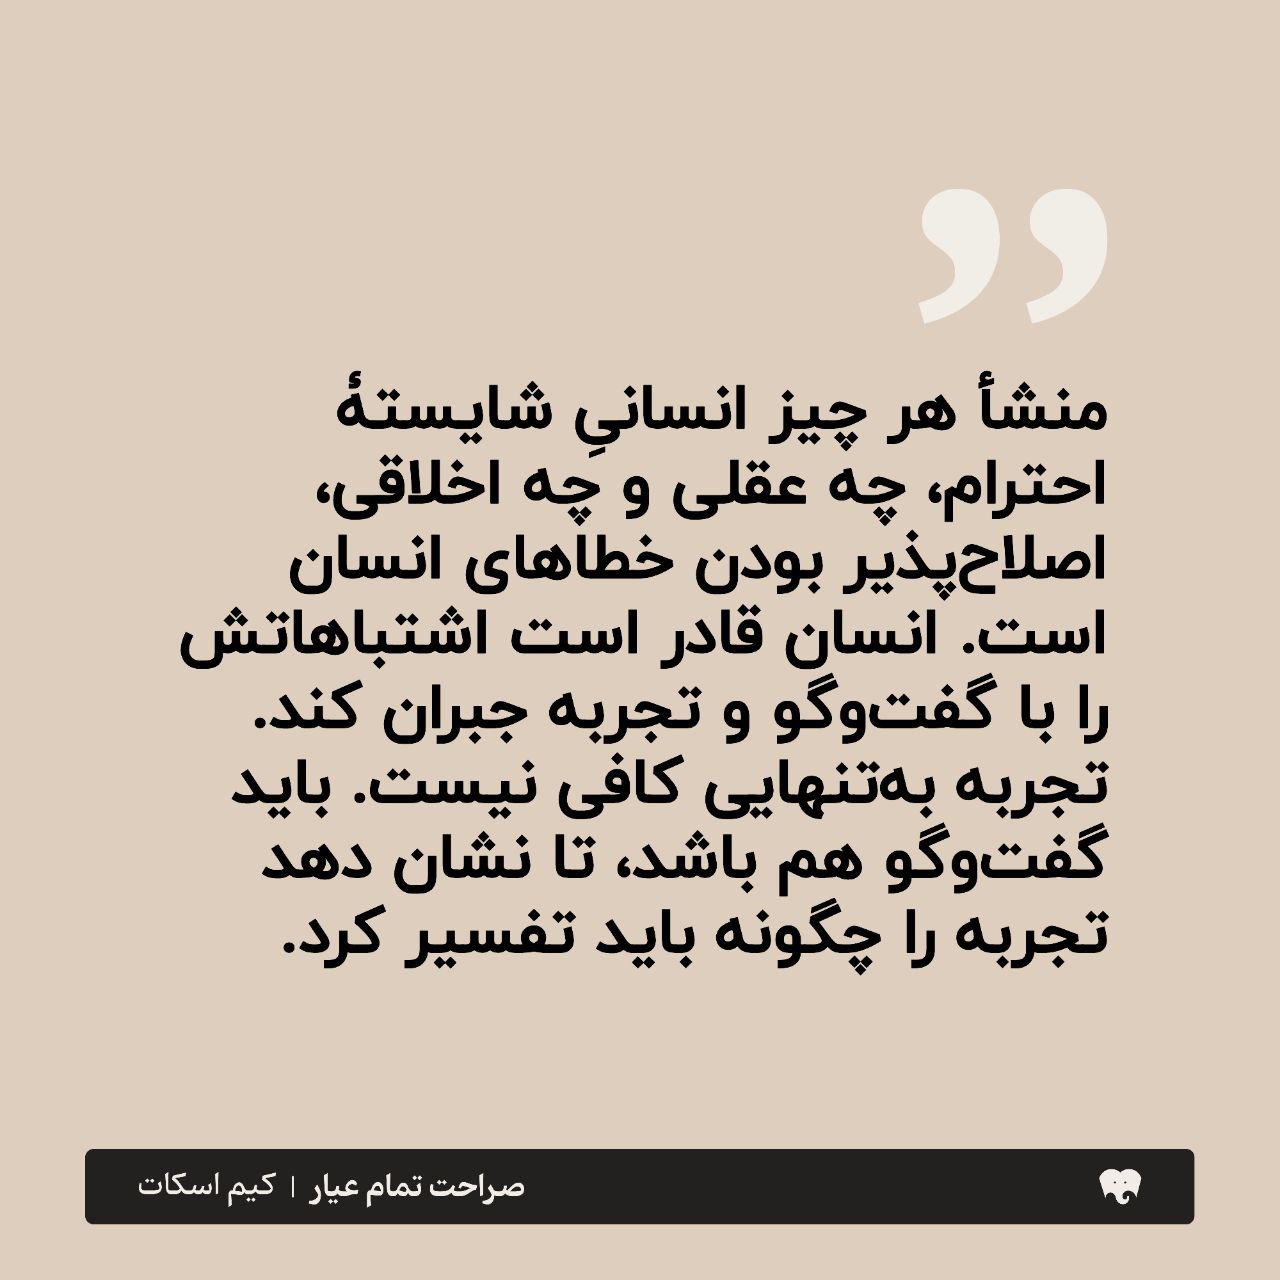 منشأ هر چیز انسانیِ شایستهٔ
احترام، چه عقلی و چه اخلاقی،
اصلاح‌پذیر بودن خطاهای انسان
است. انسان قادر است اشتباهاتش
را با گفت‌وگو و تجربه جبران کند.
تجربه به‌تنهایی کافی نیست. باید
گفت‌وگو هم باشد، تا نشان دهد
تجربه را چگونه باید تفسیر کرد.
صراحت تمام عیار | کیم اسکات